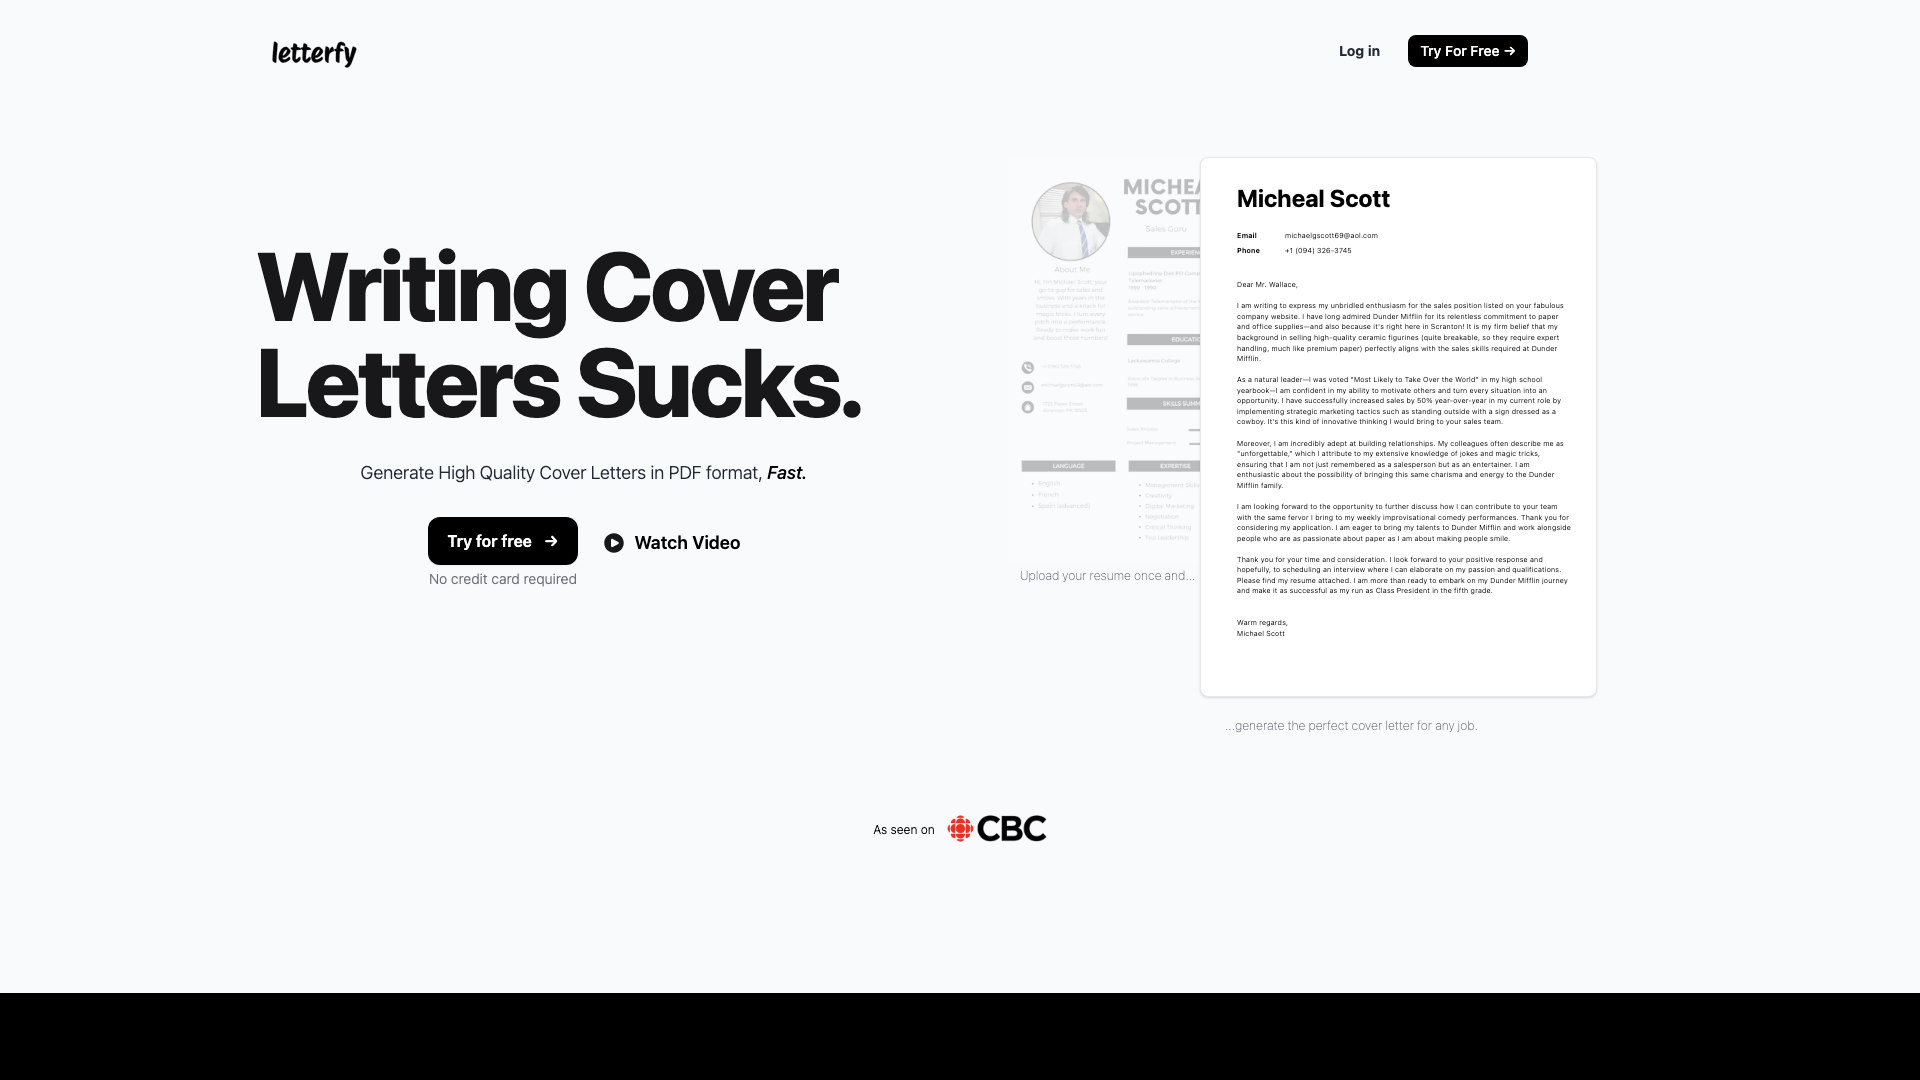 letterfy
Log in
Try For Free →
Writing Cover
Letters Sucks.
Generate High Quality Cover Letters in PDF format, Fast.
Try for free →
Watch Video
No credit card required
MICHEA
SCOTT
Sales Guru
EXPERIEN
About Me
EDUCATIO
Lackawanna College
SKILLS SUMM
LANGUAGE
EXPERTISE
English
French
• Management Skills
• Creativity
• Digital Marketing
• Negotiation
• Critical Thinking
• Top Leadership
Upload your resume once and...
Micheal Scott
Email michaelgscott69@aol.com
Phone +1 (094) 326-3745
Dear Mr. Wallace,
I am writing to express my unbridled enthusiasm for the sales position listed on your fabulous
company website. I have long admired Dunder Mifflin for its relentless commitment to paper
and office supplies—and also because it's right here in Scranton! It is my firm belief that my
background in selling high-quality ceramic figurines (quite breakable, so they require expert
handling, much like premium paper) perfectly aligns with the sales skills required at Dunder
Mifflin.
As a natural leader—I was voted "Most Likely to Take Over the World" in my high school
yearbook—I am confident in my ability to motivate others and turn every situation into an
opportunity. I have successfully increased sales by 50% year-over-year in my current role by
implementing strategic marketing tactics such as standing outside with a sign dressed as a
cowboy. It's this kind of innovative thinking I would bring to your sales team.
Moreover, I am incredibly adept at building relationships. My colleagues often describe me as
"unforgettable," which I attribute to my extensive knowledge of jokes and magic tricks,
ensuring that I am not just remembered as a salesperson but as an entertainer. I am
enthusiastic about the possibility of bringing this same charisma and energy to the Dunder
Mifflin family.
I am looking forward to the opportunity to further discuss how I can contribute to your team
with the same fervor I bring to my weekly improvisational comedy performances. Thank you for
considering my application. I am eager to bring my talents to Dunder Mifflin and work alongside
people who are as passionate about paper as I am about making people smile.
Thank you for your time and consideration. I look forward to your positive response and
hopefully, to scheduling an interview where I can elaborate on my passion and qualifications.
Please find my resume attached. I am more than ready to embark on my Dunder Mifflin journey
and make it as successful as my run as Class President in the fifth grade.
Warm regards,
Michael Scott
...generate the perfect cover letter for any job.
As seen on CBC